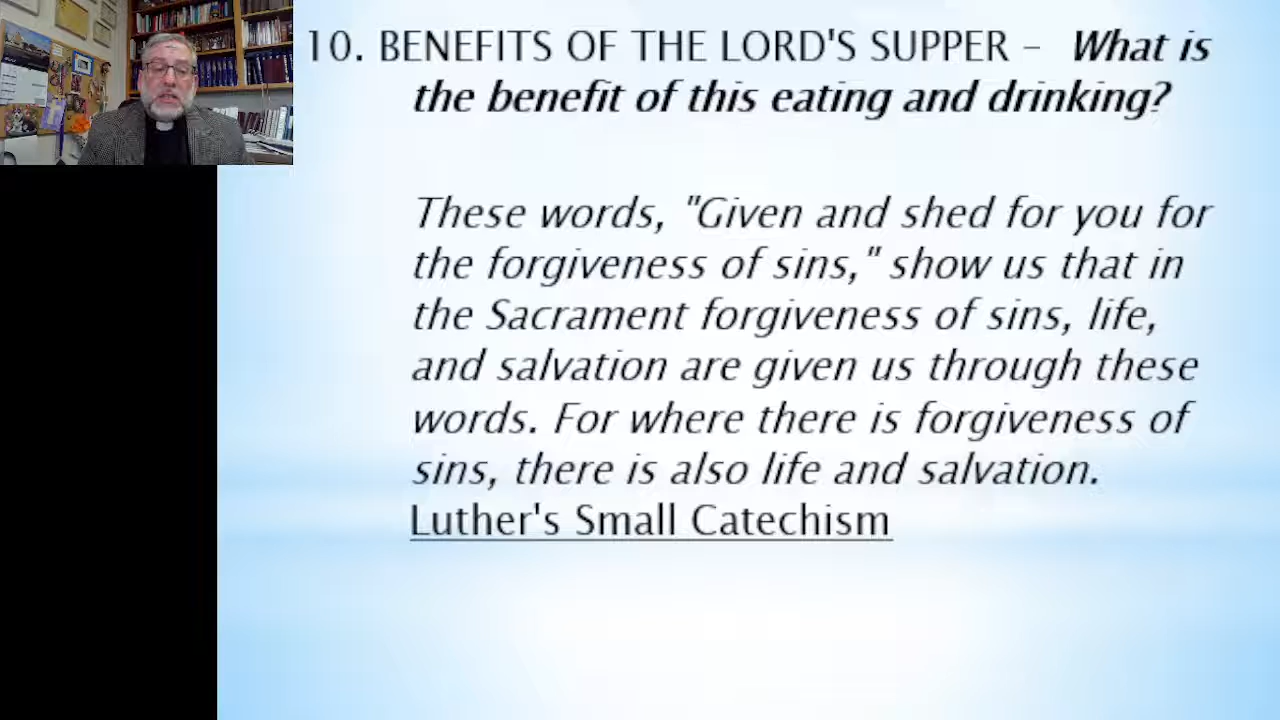 10. BENEFITS OF THE LORD'S SUPPER – What is
the benefit of this eating and drinking?
These words, "Given and shed for you for
the forgiveness of sins," show us that in
the Sacrament forgiveness of sins, life,
and salvation are given us through these
words. For where there is forgiveness of
sins, there is also life and salvation.
Luther's Small Catechism